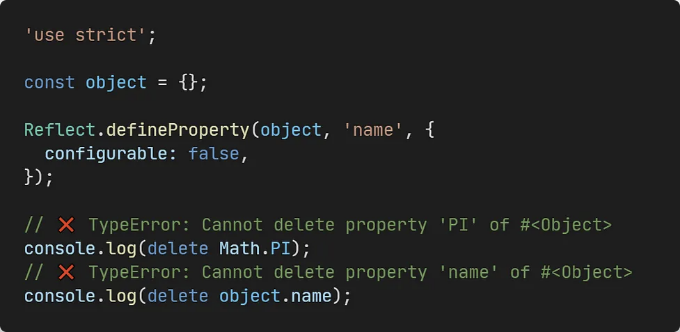 'use strict';
const object = {};
Reflect.defineProperty(object, 'name', {
  configurable: false,
});
// ❌ TypeError: Cannot delete property 'PI' of #<Object>
console.log(delete Math.PI);
// ❌ TypeError: Cannot delete property 'name' of #<Object>
console.log(delete object.name);